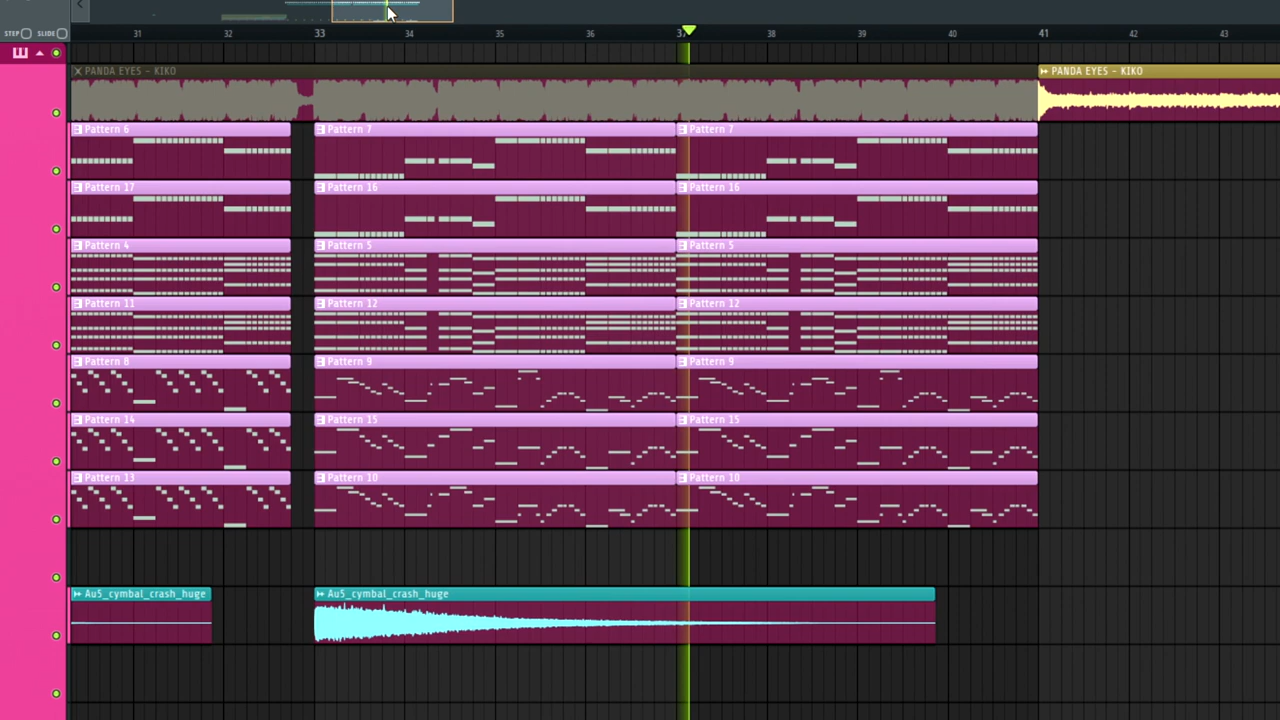 STEP SLIDE 31 32 33 34 35 36 37 38 39 40 41 42 43
PANDA EYES - KIKO PANDA EYES - KIKO
Pattern 6 Pattern 7 Pattern 7
Pattern 17 Pattern 16 Pattern 16
Pattern 4 Pattern 5 Pattern 5
Pattern 11 Pattern 12 Pattern 12
Pattern 8 Pattern 9 Pattern 9
Pattern 14 Pattern 15 Pattern 15
Pattern 13 Pattern 10 Pattern 10
Au5_cymbal_crash_huge Au5_cymbal_crash_huge